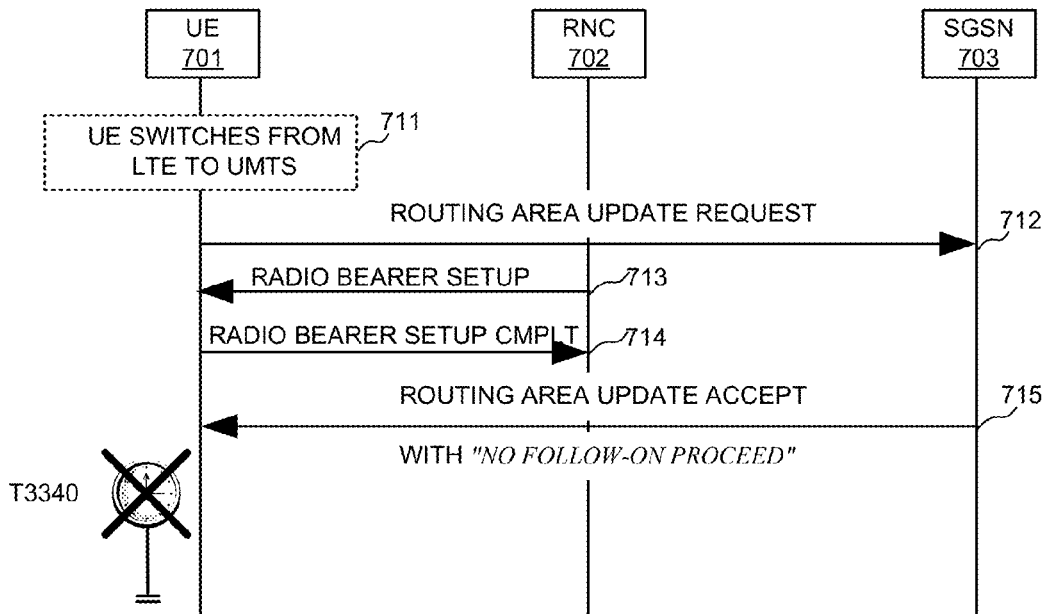 UE
701
RNC
702
SGSN
703
UE SWITCHES FROM
LTE TO UMTS
711
ROUTING AREA UPDATE REQUEST
712
RADIO BEARER SETUP
713
RADIO BEARER SETUP CMPLT
714
ROUTING AREA UPDATE ACCEPT
715
WITH "NO FOLLOW-ON PROCEED"
T3340